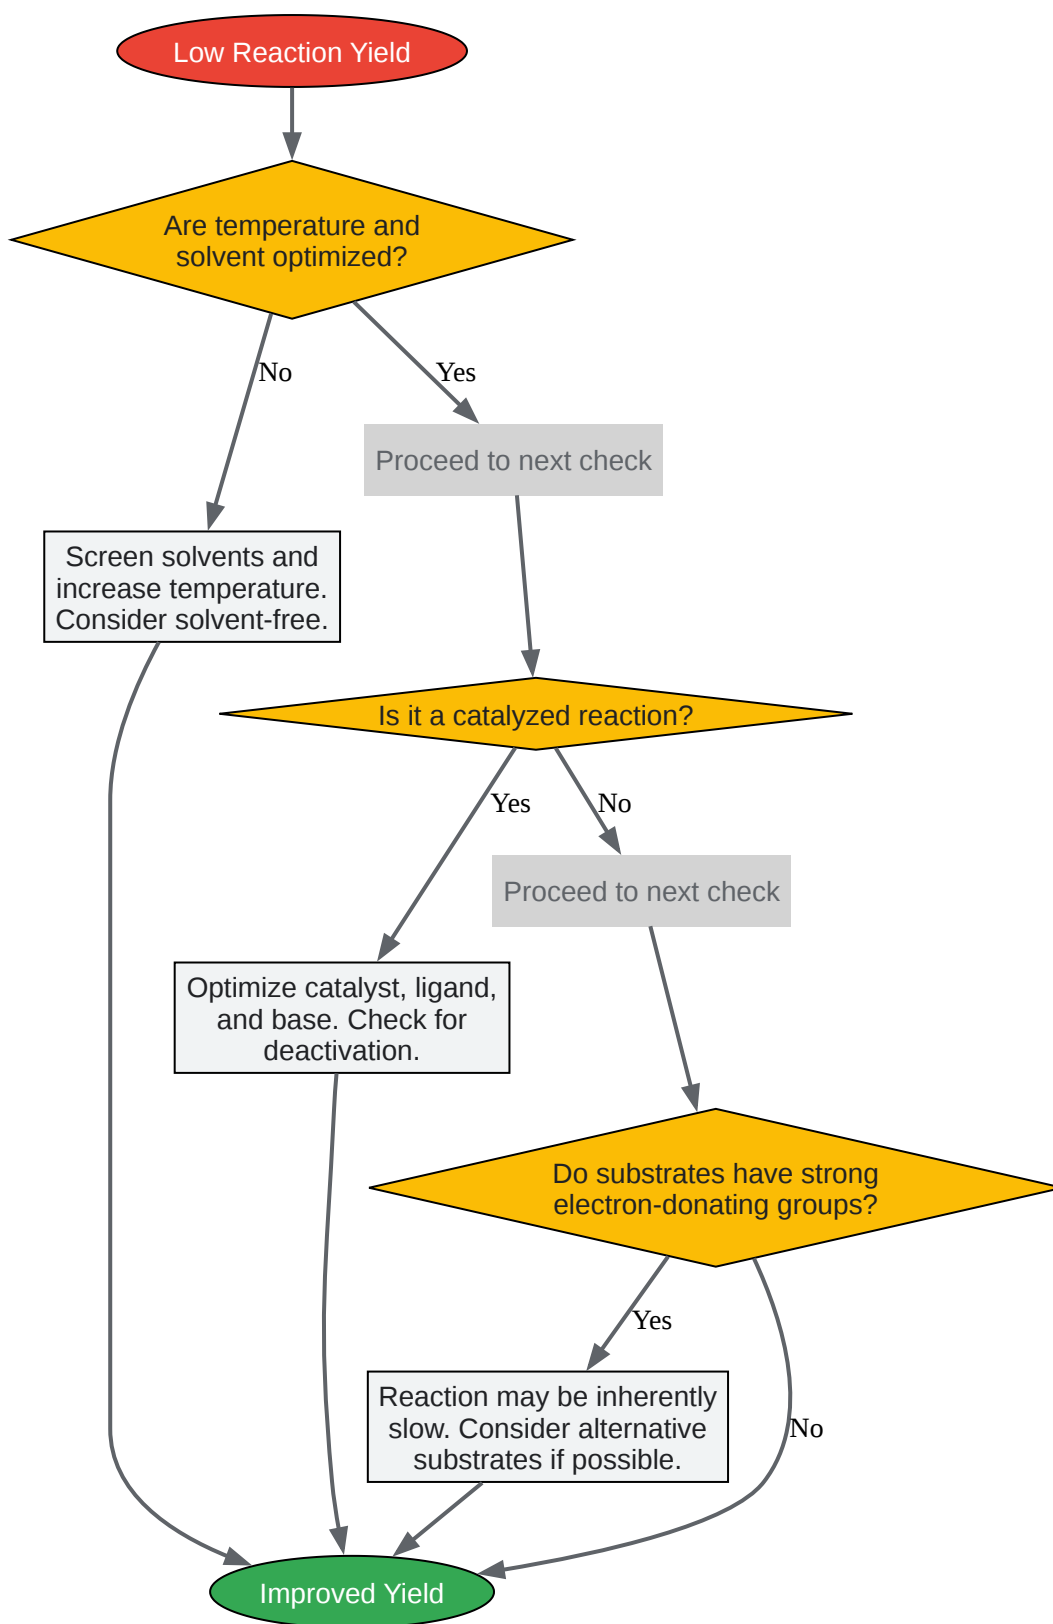 Low Reaction Yield
Are temperature and
solvent optimized?
No
Yes
Proceed to next check
Screen solvents and
increase temperature.
Consider solvent-free.
Is it a catalyzed reaction?
Yes
No
Proceed to next check
Optimize catalyst, ligand,
and base. Check for
deactivation.
Do substrates have strong
electron-donating groups?
Yes
Reaction may be inherently
slow. Consider alternative
substrates if possible.
No
Improved Yield